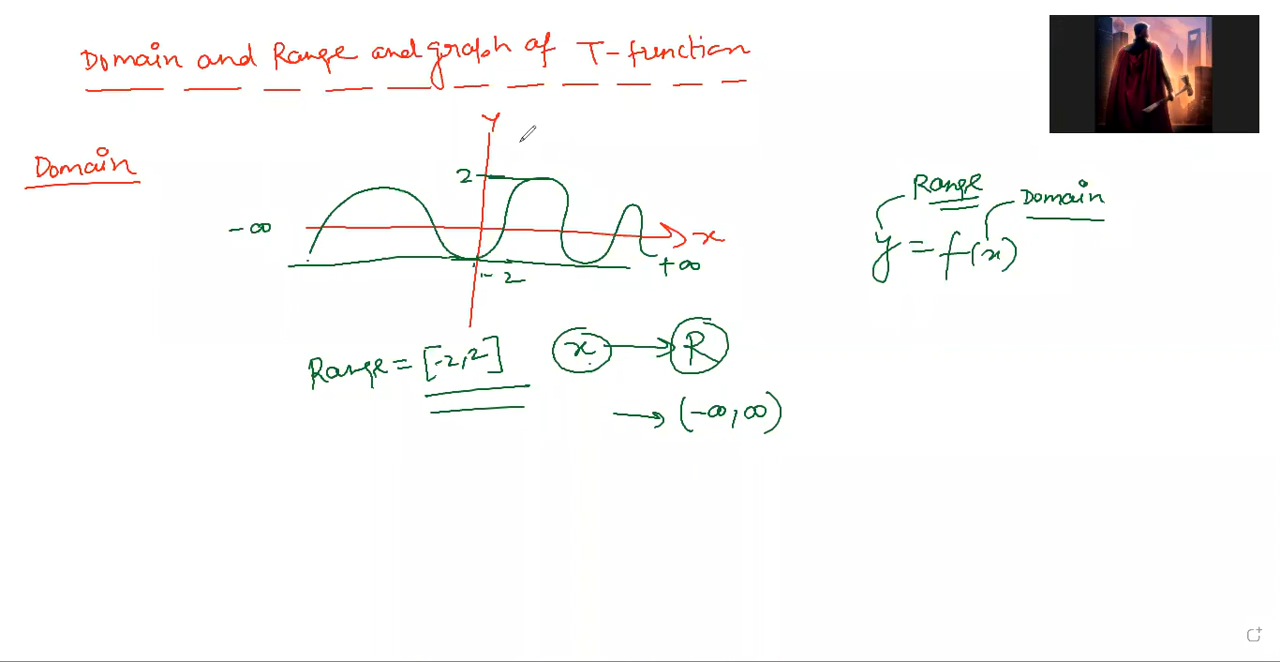 Domain and Range and graph of T-function
Domain
Y
2
-∞
x
+∞
-2
Range
Domain
y = f(x)
Range = [-2,2]
x → R
→ (-∞, ∞)